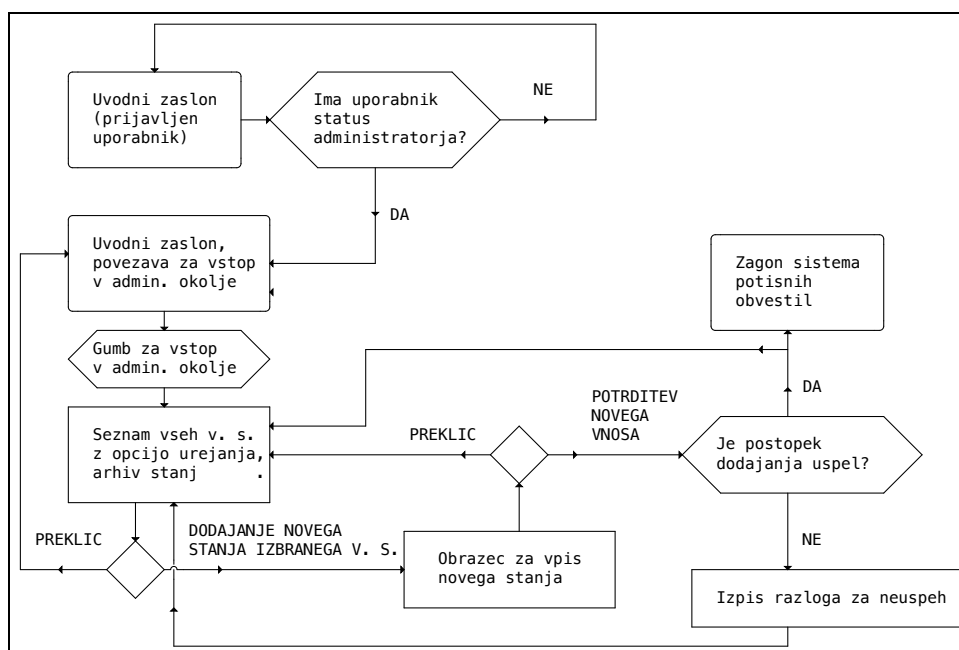 Uvodni zaslon
(prijavljen
uporabnik)
Ima uporabnik
status
administratorja?
NE
DA
Uvodni zaslon,
povezava za vstop
v admin. okolje
Zagon sistema
potisnih
obvestil
Gumb za vstop
v admin. okolje
DA
POTRDITEV
NOVEGA
VNOSA
PREKLIC
Seznam vseh v. s.
z opcijo urejanja,
arhiv stanj .
Je postopek
dodajanja uspel?
NE
PREKLIC
DODAJANJE NOVEGA
STANJA IZBRANEGA V. S.
Obrazec za vpis
novega stanja
Izpis razloga za neuspeh